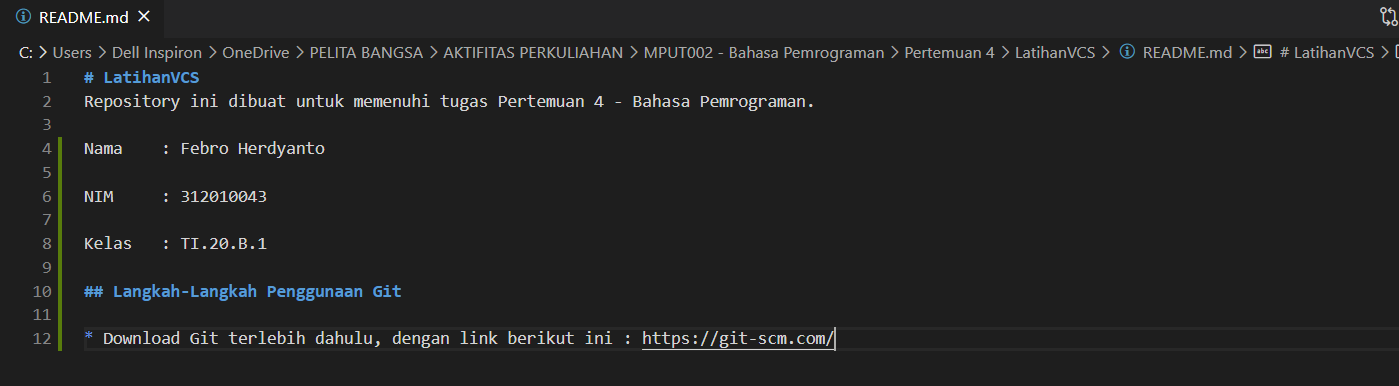 README.md
C: > Users > Dell Inspiron > OneDrive > PELITA BANGSA > AKTIFITAS PERKULIAHAN > MPUT002 - Bahasa Pemrograman > Pertemuan 4 > LatihanVCS > README.md > abc # LatihanVCS >
1 # LatihanVCS
2 Repository ini dibuat untuk memenuhi tugas Pertemuan 4 - Bahasa Pemrograman.
3
4 Nama    : Febro Herdyanto
5
6 NIM     : 312010043
7
8 Kelas   : TI.20.B.1
9
10 ## Langkah-Langkah Penggunaan Git
11
12 * Download Git terlebih dahulu, dengan link berikut ini : https://git-scm.com/